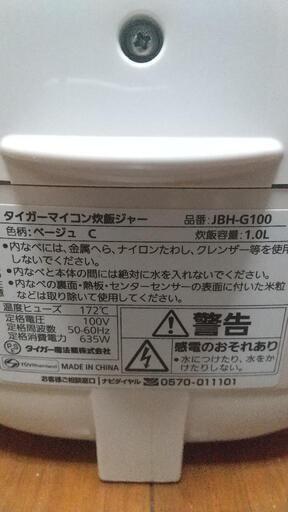 タイガーマイコン炊飯ジャー 品番：JBH-G100
色柄：ベージュ C 炊飯容量：1.0L
●内なべには、金属へら、ナイロンたわし、クレンザー等を使用
しないでください。
●内なべと本体の間には絶対に水を入れないでください。
●内なべの裏面・熱板・センターセンサーの表面に付いた米粒
などは取り除いて使用してください。
温度ヒューズ 172℃
定格電圧 100V
定格周波数 50-60Hz
定格消費電力 635W
PS E タイガー魔法瓶株式会社
TÜVRheinland MADE IN CHINA
警告
感電のおそれあり
●水につけたり、水を
かけたりしない。
お客様ご相談窓口 ナビダイヤル 0570-011101